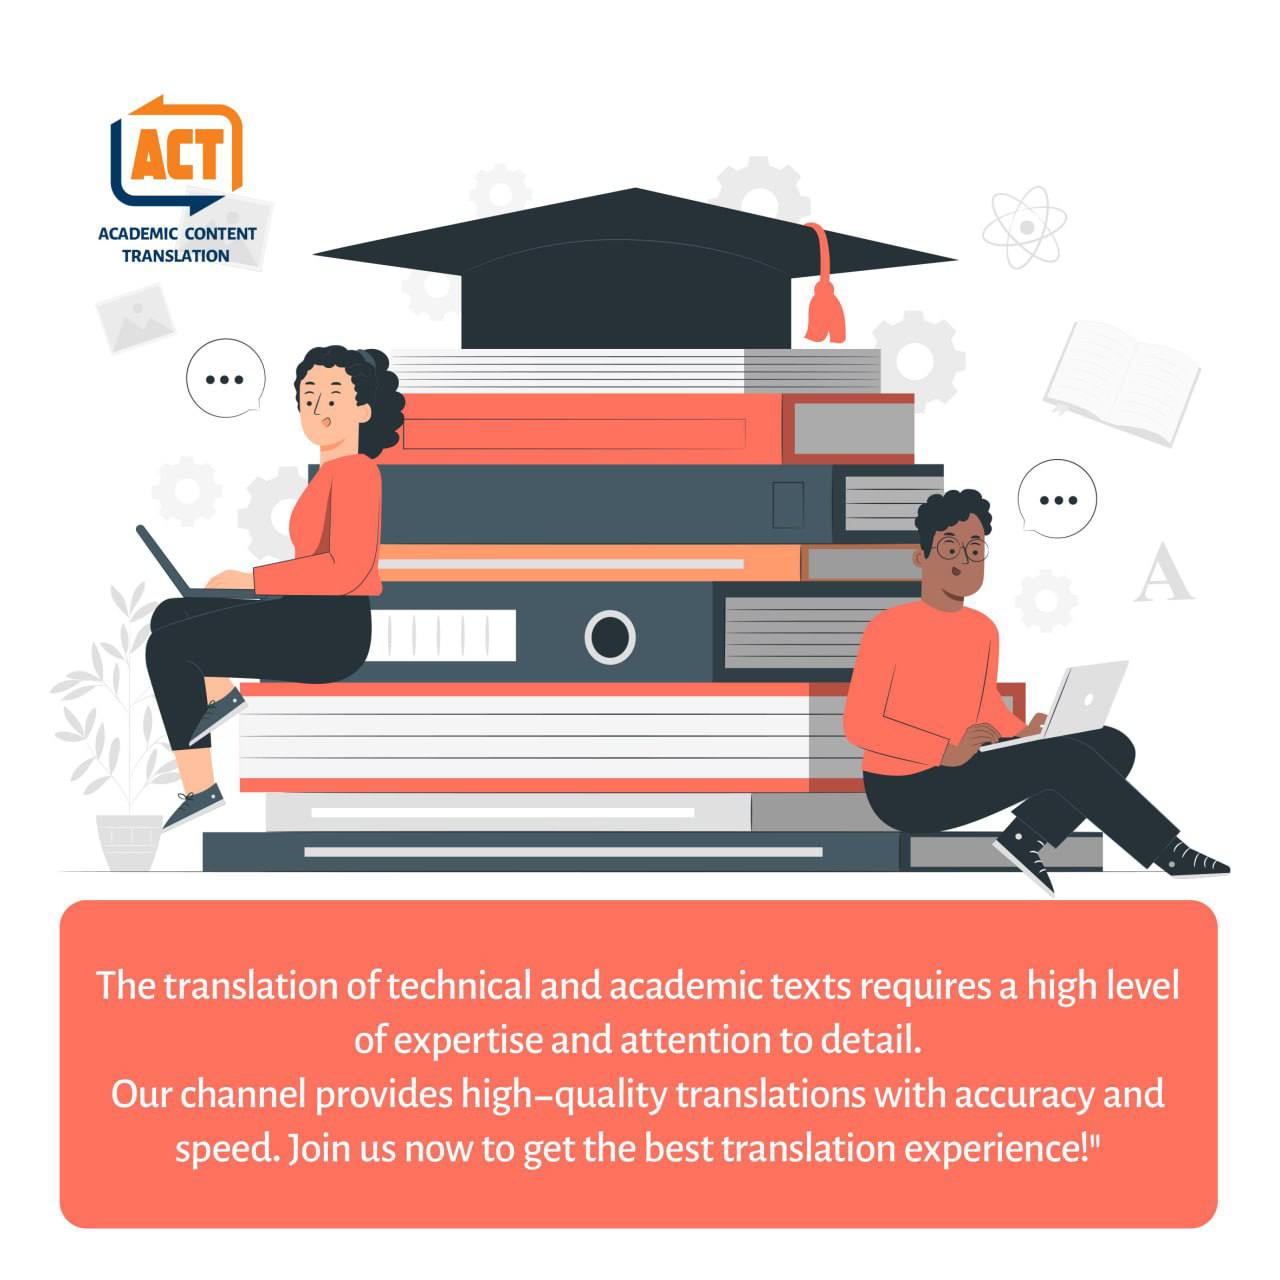 ACT
ACADEMIC CONTENT
TRANSLATION
A
The translation of technical and academic texts requires a high level
of expertise and attention to detail.
Our channel provides high-quality translations with accuracy and
speed. Join us now to get the best translation experience!"